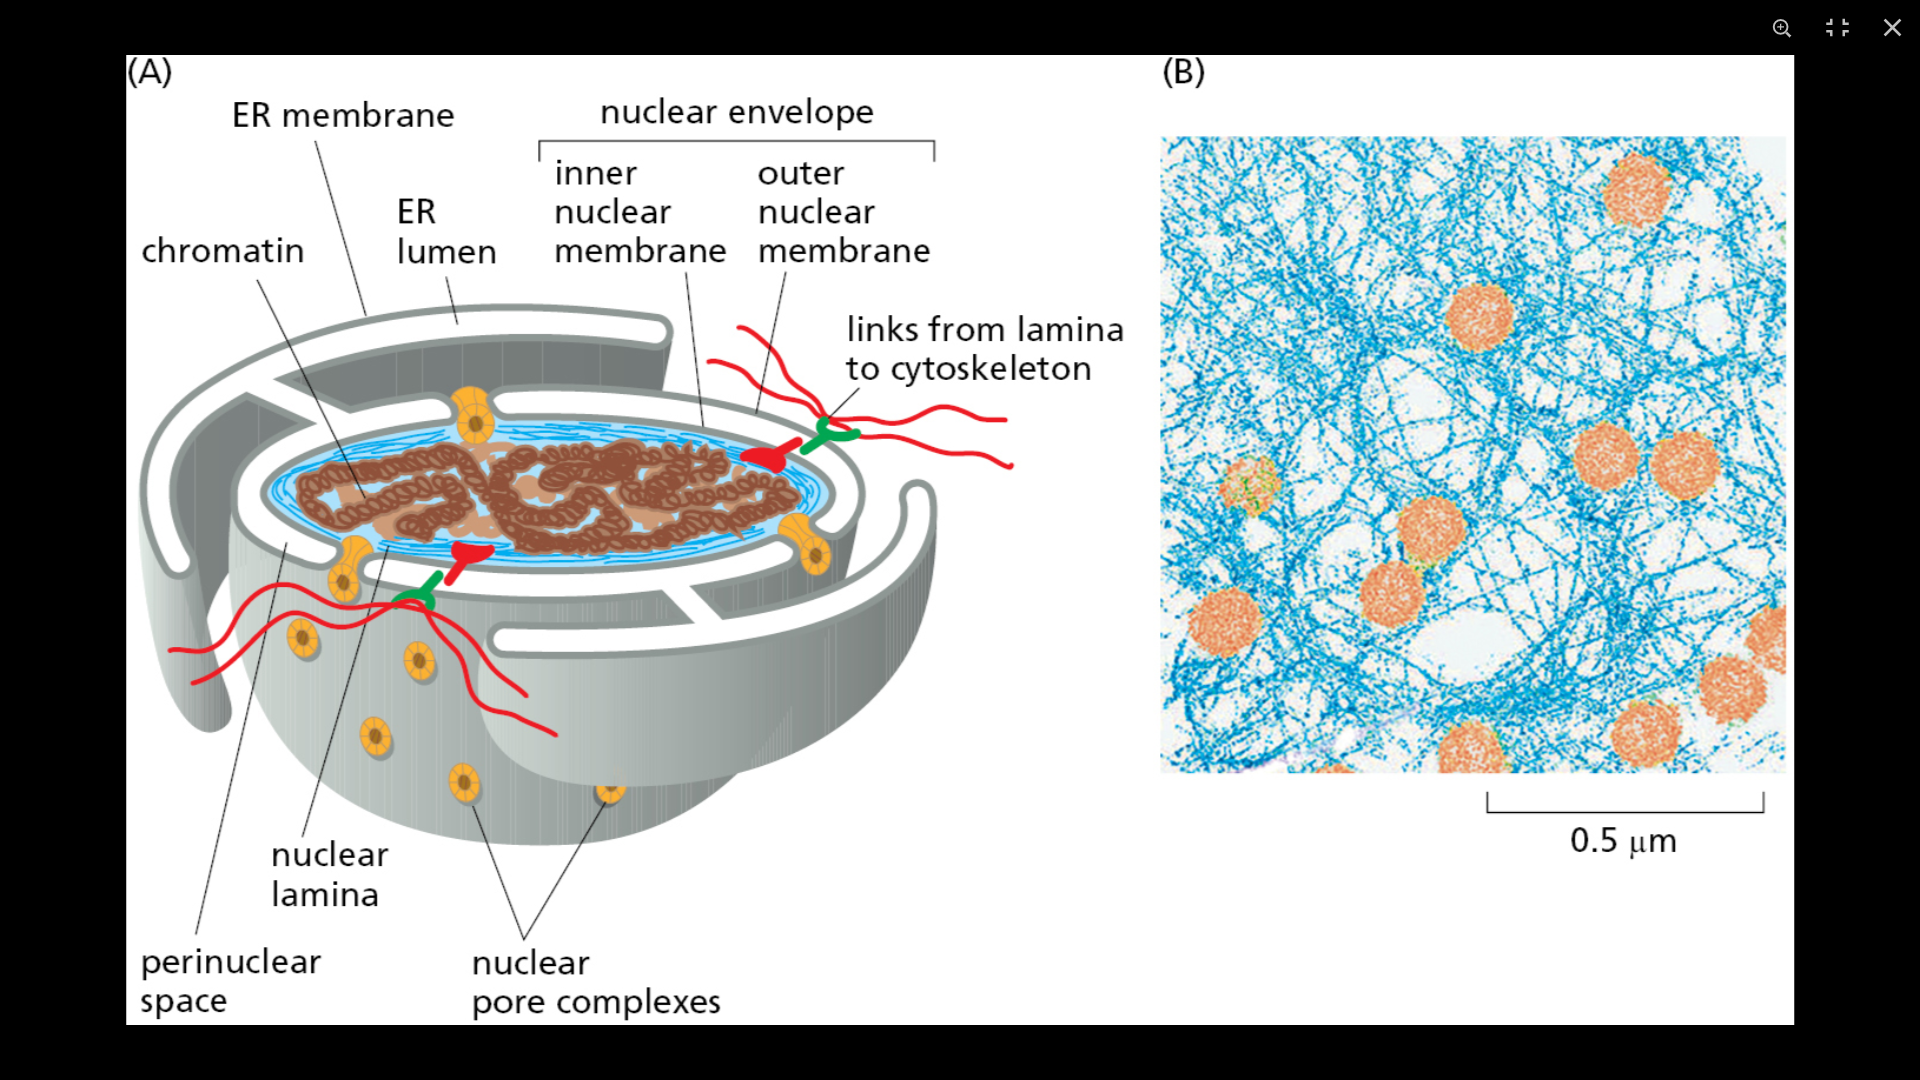 (A)
ER membrane
nuclear envelope
inner
nuclear
membrane
outer
nuclear
membrane
ER
lumen
chromatin
links from lamina
to cytoskeleton
nuclear
lamina
perinuclear
space
nuclear
pore complexes
(B)
0.5 μm